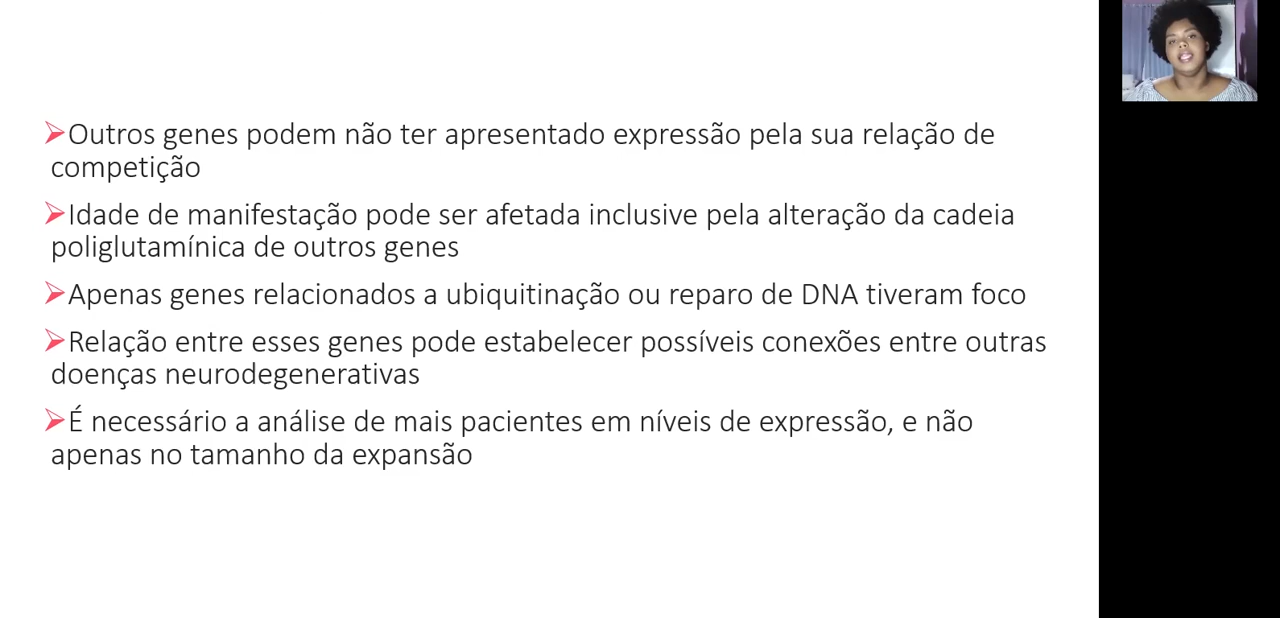 Outros genes podem não ter apresentado expressão pela sua relação de
competição
Idade de manifestação pode ser afetada inclusive pela alteração da cadeia
poliglutamínica de outros genes
Apenas genes relacionados a ubiquitinação ou reparo de DNA tiveram foco
Relação entre esses genes pode estabelecer possíveis conexões entre outras
doenças neurodegenerativas
É necessário a análise de mais pacientes em níveis de expressão, e não
apenas no tamanho da expansão